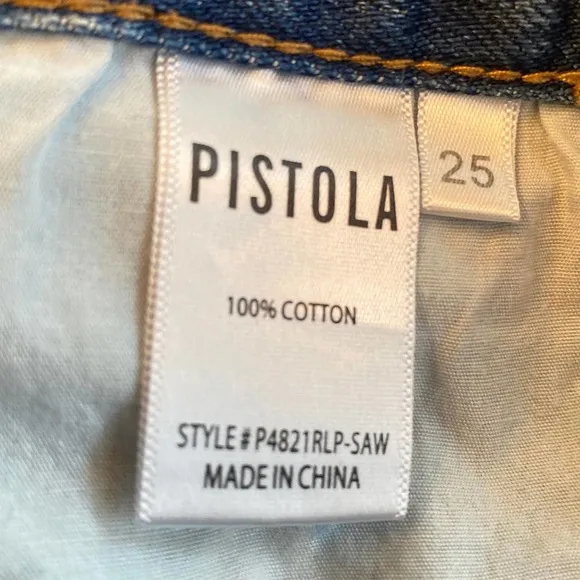 PISTOLA
25
100% COTTON
STYLE # P4821RLP-SAW
MADE IN CHINA